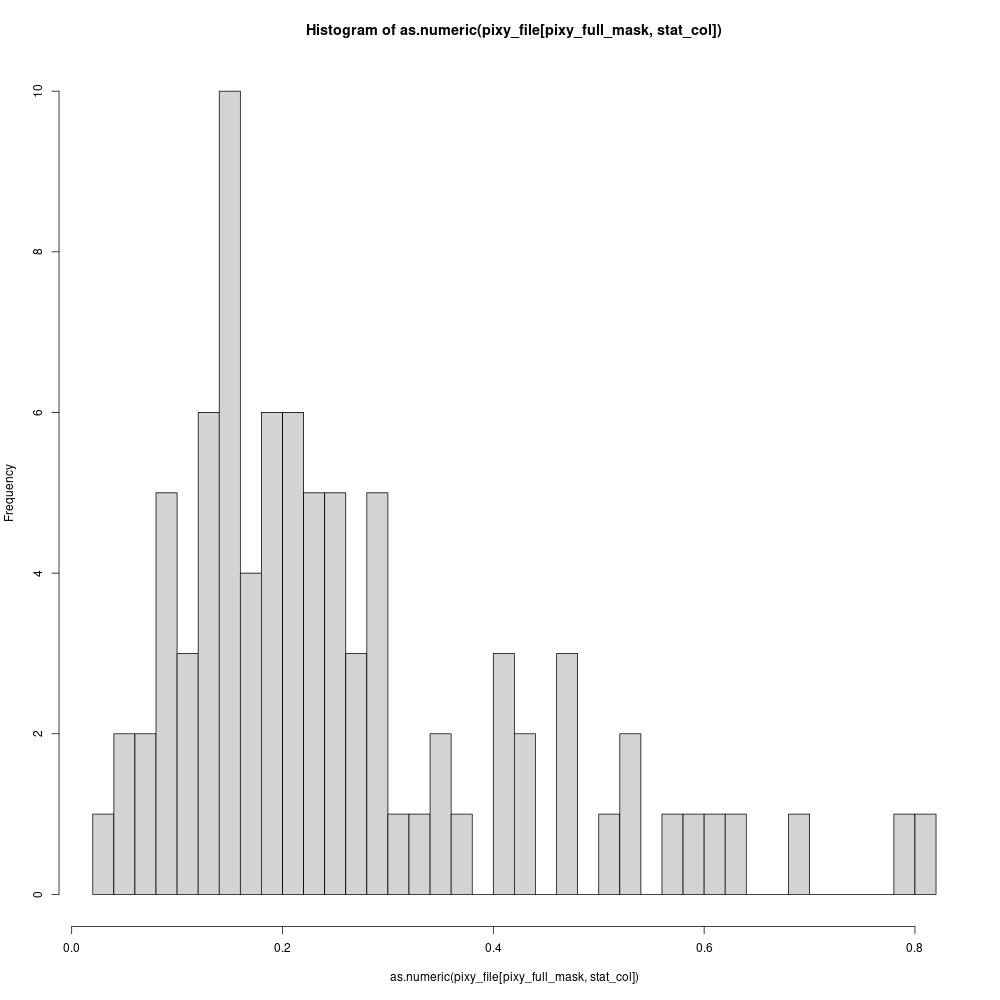 Histogram of as.numeric(pixy_file[pixy_full_mask, stat_col])
10
8
6
4
2
0
Frequency
0.0 0.2 0.4 0.6 0.8
as.numeric(pixy_file[pixy_full_mask, stat_col])